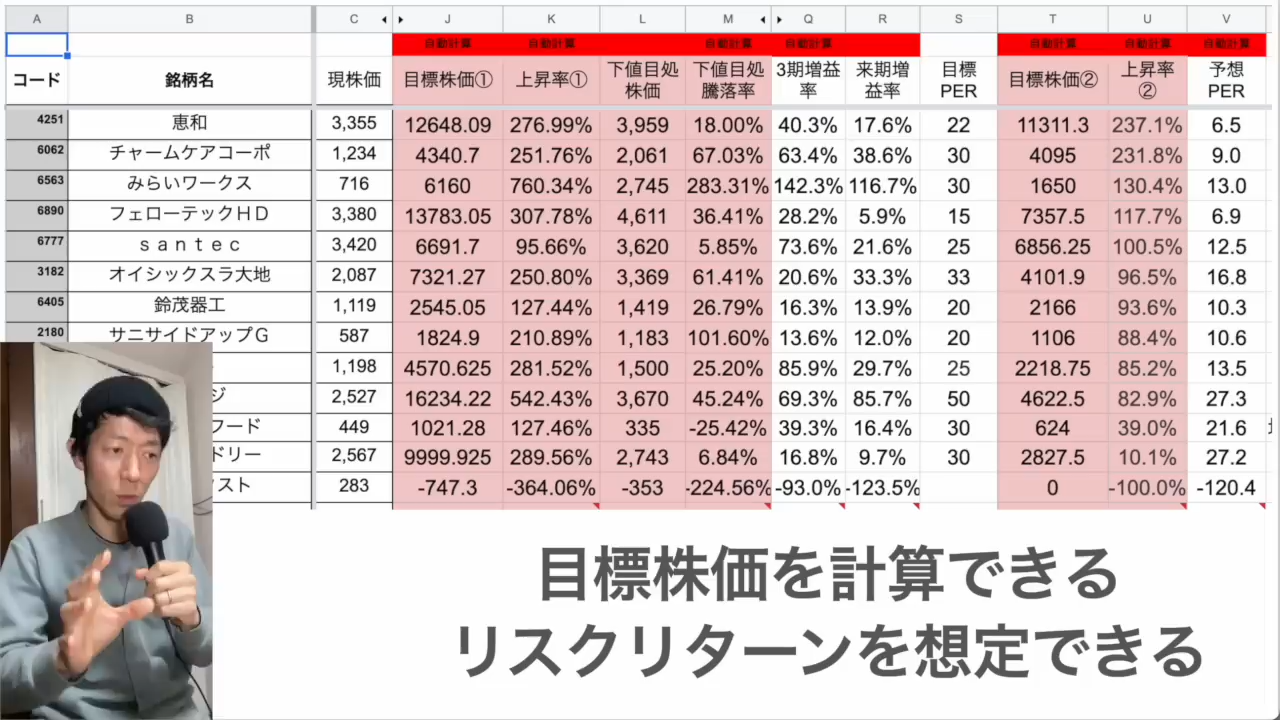 A B C J K L M Q R S T U V
自動計算 自動計算 自動計算 自動計算 自動計算 自動計算 自動計算
コード 銘柄名 現株価 目標株価① 上昇率① 下値目処株価 下値目処騰落率 3期増益率 来期増益率 目標PER 目標株価② 上昇率② 予想PER
4251 恵和 3,355 12648.09 276.99% 3,959 18.00% 40.3% 17.6% 22 11311.3 237.1% 6.5
6062 チャームケアコーポ 1,234 4340.7 251.76% 2,061 67.03% 63.4% 38.6% 30 4095 231.8% 9.0
6563 みらいワークス 716 6160 760.34% 2,745 283.31% 142.3% 116.7% 30 1650 130.4% 13.0
6890 フェローテックＨＤ 3,380 13783.05 307.78% 4,611 36.41% 28.2% 5.9% 15 7357.5 117.7% 6.9
6777 ｓａｎｔｅｃ 3,420 6691.7 95.66% 3,620 5.85% 73.6% 21.6% 25 6856.25 100.5% 12.5
3182 オイシックスラ大地 2,087 7321.27 250.80% 3,369 61.41% 20.6% 33.3% 33 4101.9 96.5% 16.8
6405 鈴茂器工 1,119 2545.05 127.44% 1,419 26.79% 16.3% 13.9% 20 2166 93.6% 10.3
2180 サニサイドアップＧ 587 1824.9 210.89% 1,183 101.60% 13.6% 12.0% 20 1106 88.4% 10.6
1,198 4570.625 281.52% 1,500 25.20% 85.9% 29.7% 25 2218.75 85.2% 13.5
ジ 2,527 16234.22 542.43% 3,670 45.24% 69.3% 85.7% 50 4622.5 82.9% 27.3
フード 449 1021.28 127.46% 335 -25.42% 39.3% 16.4% 30 624 39.0% 21.6
ドリー 2,567 9999.925 289.56% 2,743 6.84% 16.8% 9.7% 30 2827.5 10.1% 27.2
スト 283 -747.3 -364.06% -353 -224.56% -93.0% -123.5% 0 -100.0% -120.4
目標株価を計算できる
リスクリターンを想定できる